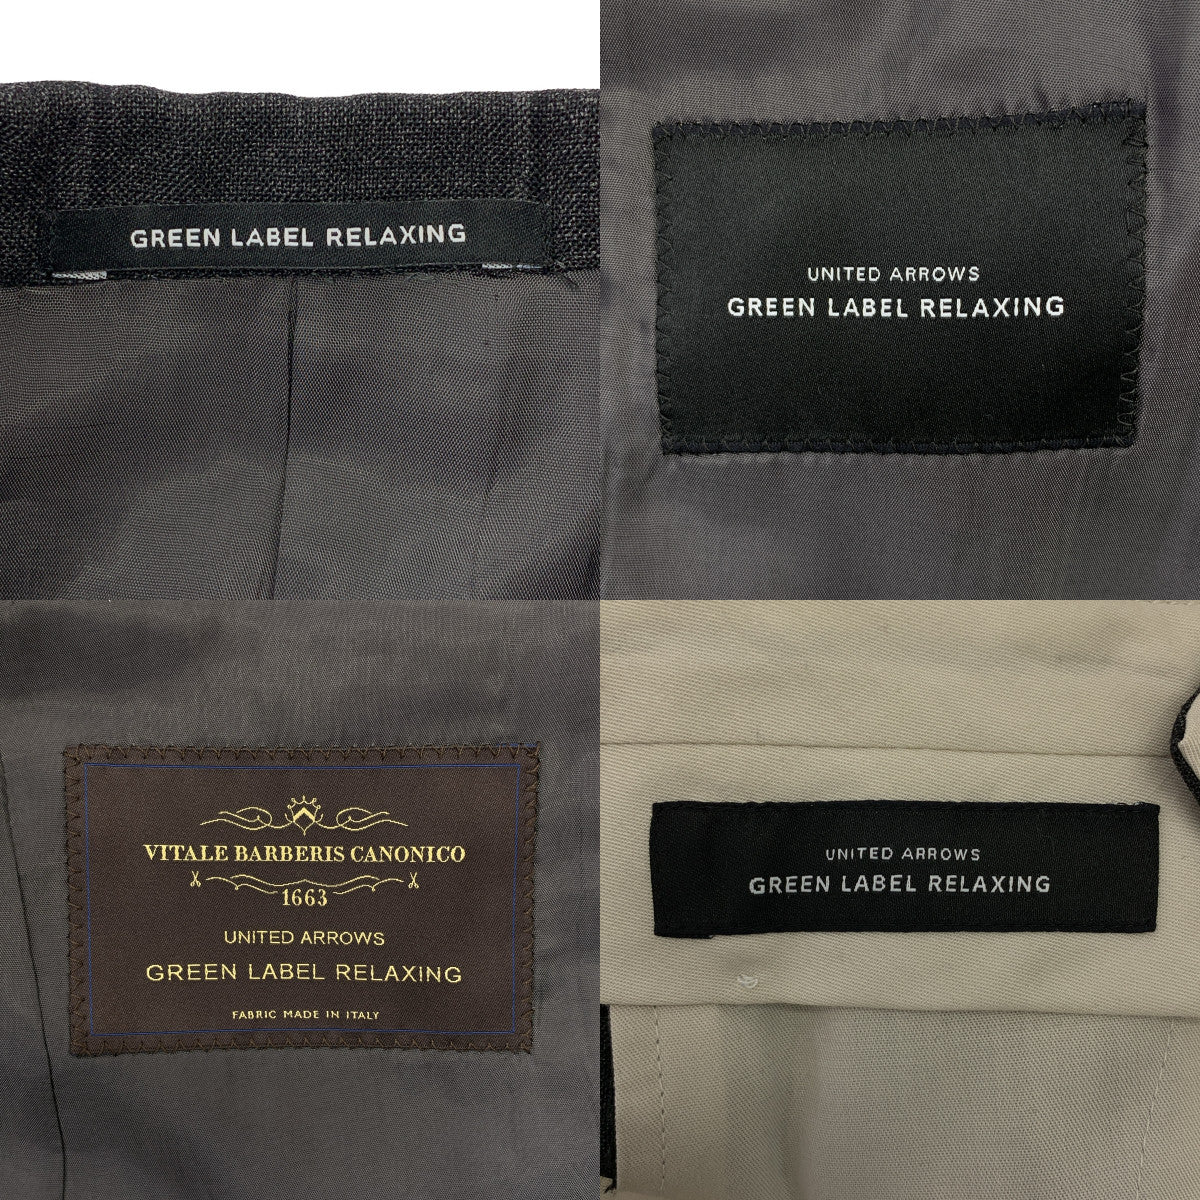 GREEN LABEL RELAXING
UNITED ARROWS
GREEN LABEL RELAXING
VITALE BARBERIS CANONICO
1663
UNITED ARROWS
GREEN LABEL RELAXING
FABRIC MADE IN ITALY
UNITED ARROWS
GREEN LABEL RELAXING